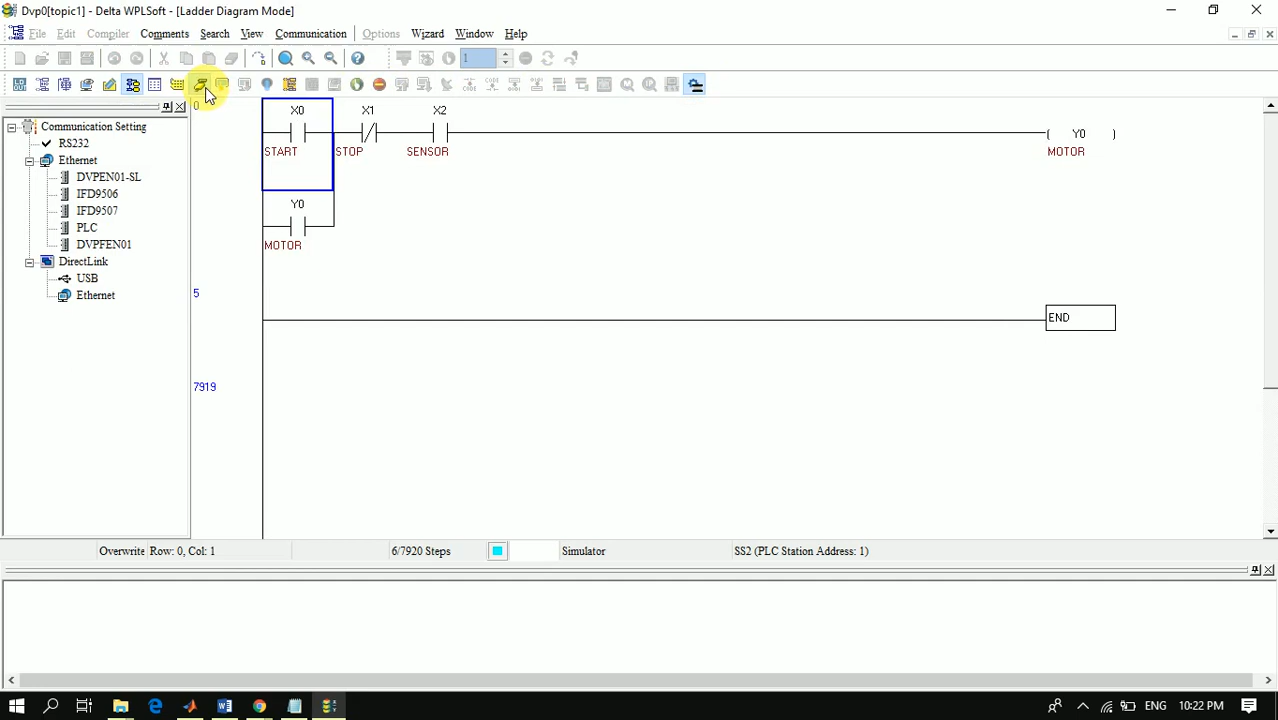 Dvp0[topic1] - Delta WPLSoft - [Ladder Diagram Mode]
File Edit Compiler Comments Search View Communication Options Wizard Window Help
1
Communication Setting
RS232
Ethernet
DVPEN01-SL
IFD9506
IFD9507
PLC
DVPFEN01
DirectLink
USB
Ethernet
0
X0 X1 X2
Y0
START STOP SENSOR MOTOR
Y0
MOTOR
5
END
7919
Overwrite Row: 0, Col: 1 6/7920 Steps Simulator SS2 (PLC Station Address: 1)
ENG 10:22 PM